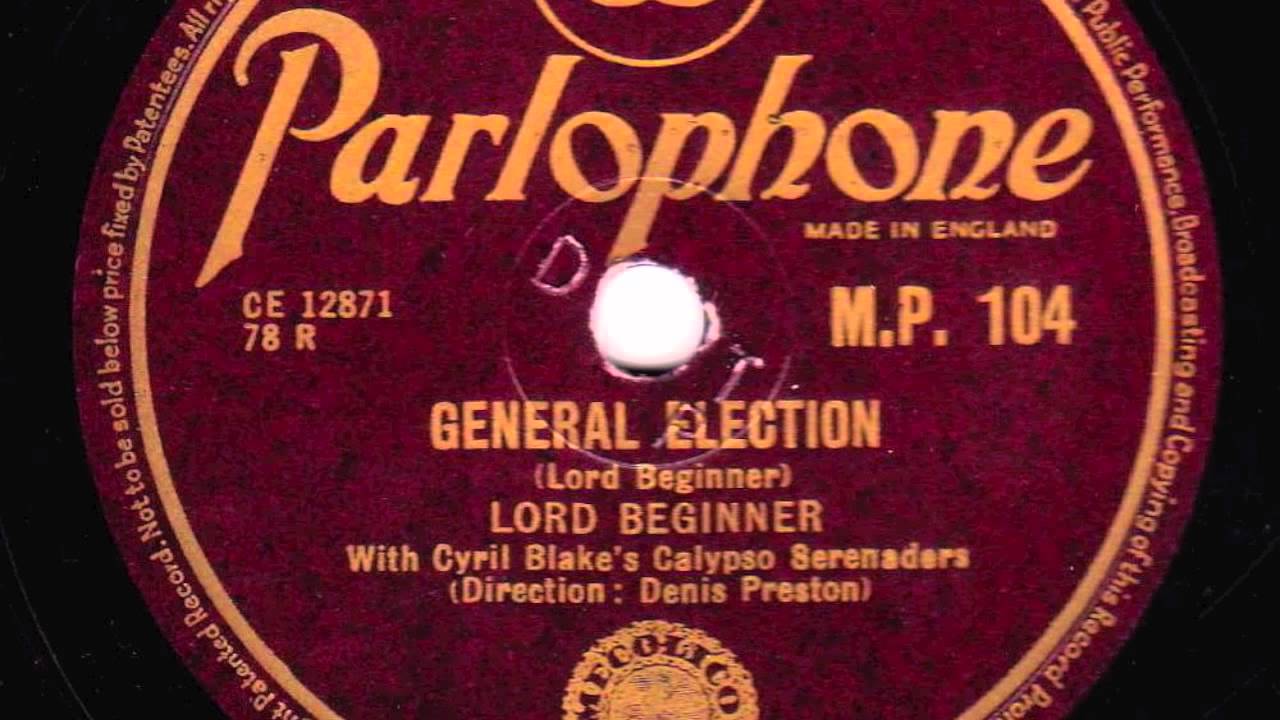 Parlophone
MADE IN ENGLAND
CE 12871
78 R
M.P. 104
GENERAL ELECTION
(Lord Beginner)
LORD BEGINNER
With Cyril Blake's Calypso Serenaders
(Direction : Denis Preston)
Patented Record. Not to be sold below price fixed by Patentees. All
Public Performance, Broadcasting and Copying of this Record